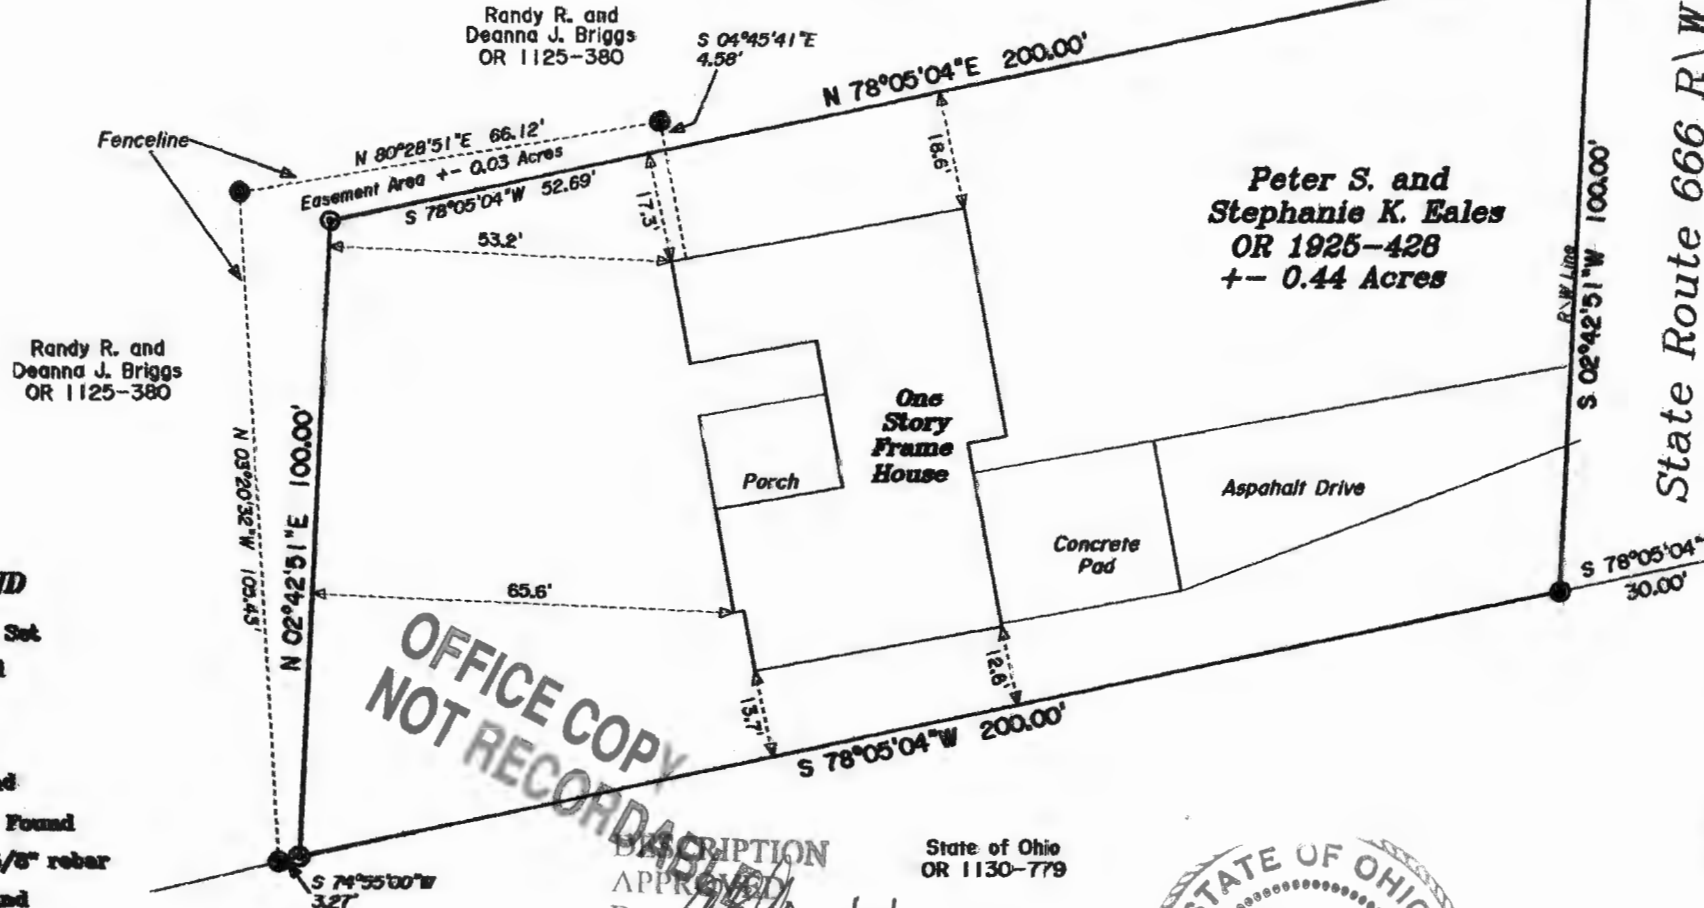 Randy R. and
Deanna J. Briggs
OR 1125-380
S 04°45'41"E
4.58'
N 78°05'04"E 200.00'
Fenceline
N 80°28'51"E 66.12'
Easement Area +- 0.03 Acres
S 78°05'04"W 52.69'
17.3'
18.6'
53.2'
Peter S. and
Stephanie K. Eales
OR 1925-428
+- 0.44 Acres
R\W Line
S 02°42'51"W 100.00'
State Route 666 R\W
Randy R. and
Deanna J. Briggs
OR 1125-380
N 03°20'32"W
N 02°42'51"E 100.00'
One
Story
Frame
House
Porch
Aspahalt Drive
Concrete
Pad
65.6'
S 78°05'04"
30.00'
Set
Found
/8" rebar
12.6'
S 78°05'04"W 200.00'
OFFICE COPY
NOT RECORDABLE
DESCRIPTION
APPROVED
S 74°55'00"W
3.27'
State of Ohio
OR 1130-779
STATE OF OHIO